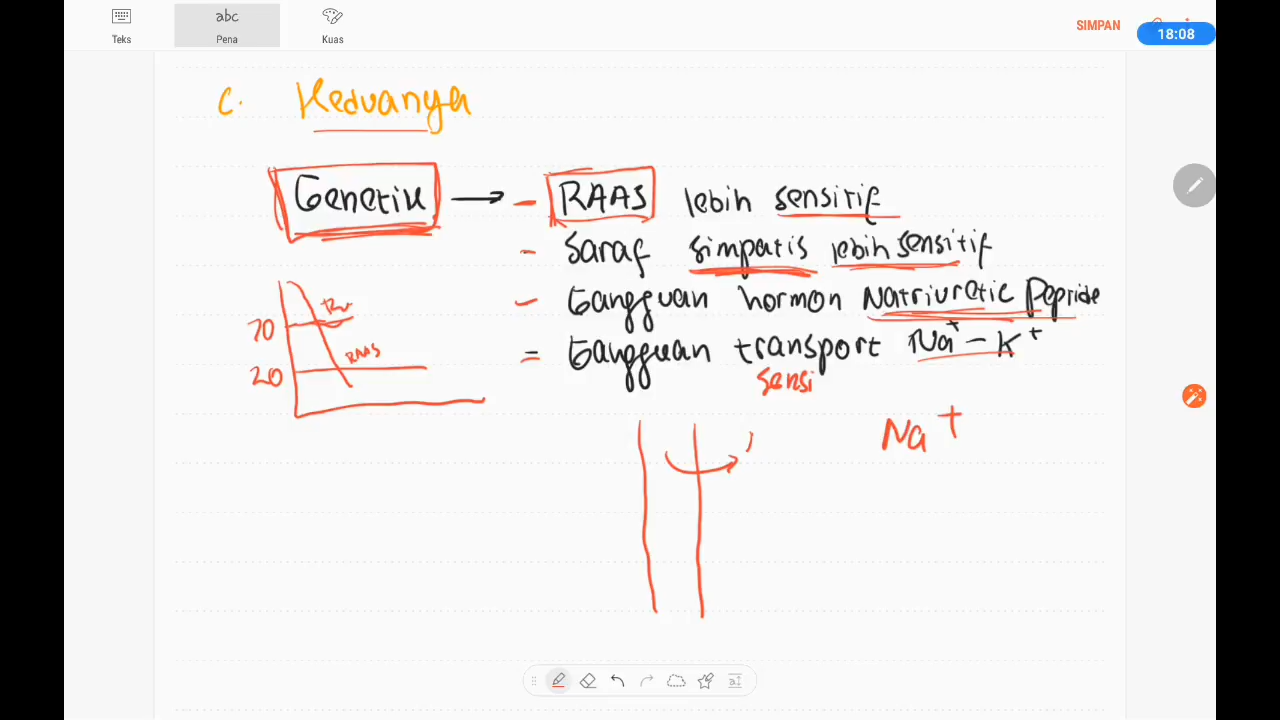 abc
Teks
Pena
Kuas
SIMPAN
18:08
C. Keduanya
Genetik → - RAAS lebih sensitif
- Saraf simpatis lebih sensitif
- Gangguan hormon Natriuretic Peptide
= Gangguan transport Na+ - K+
sensi
70
RAAS
20
Na+